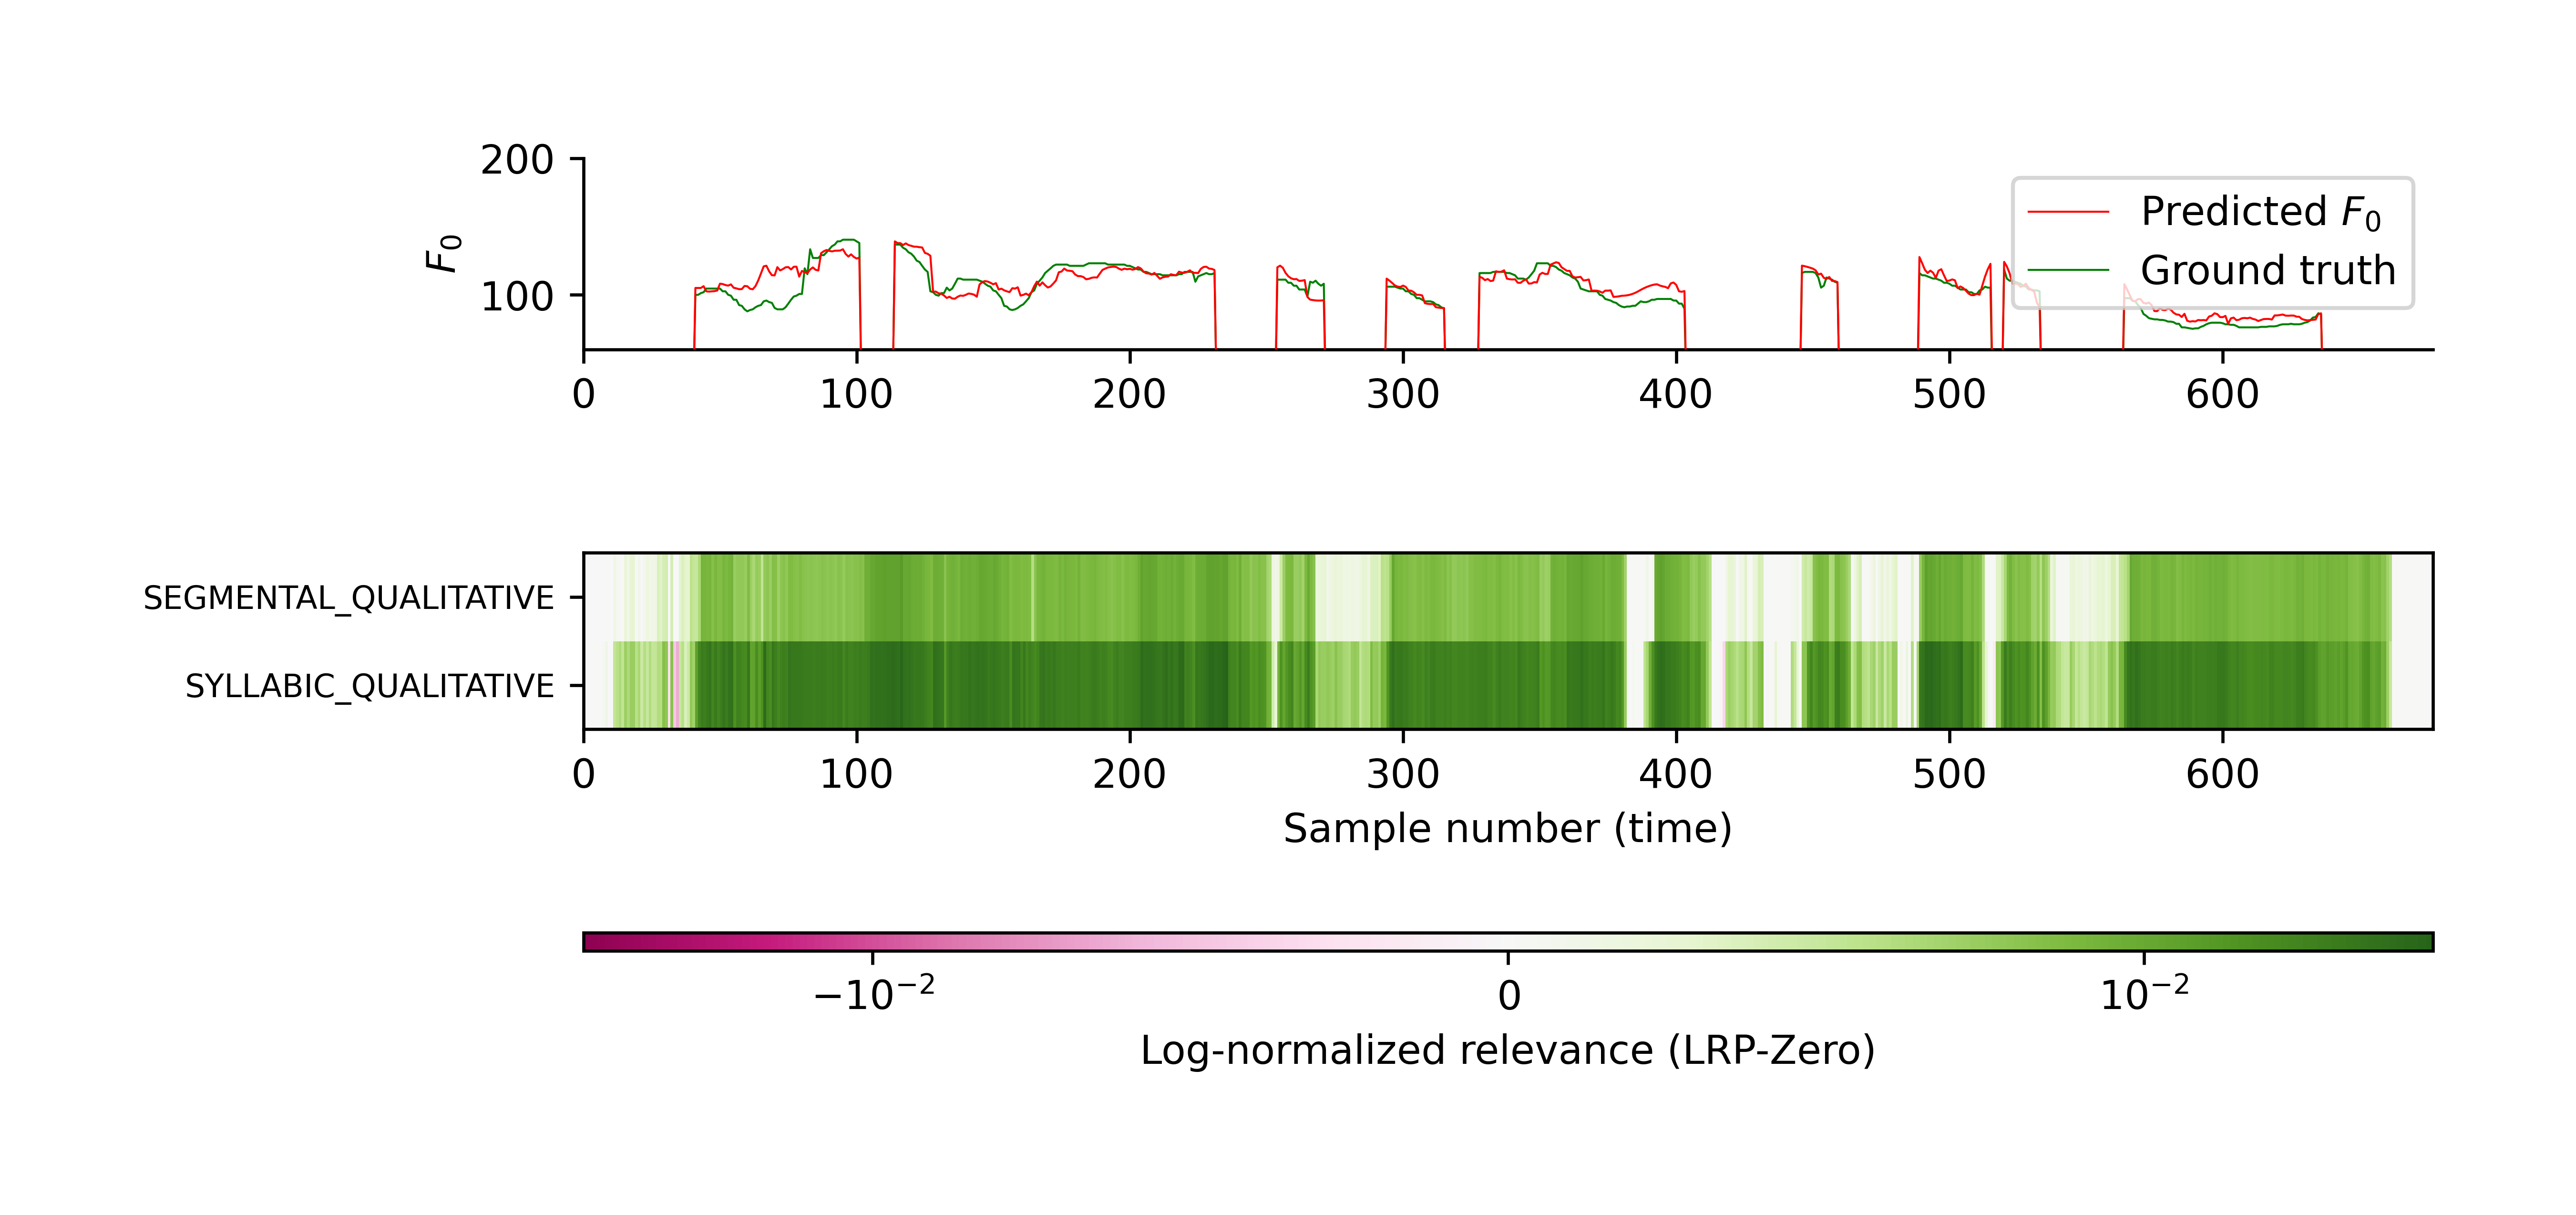 200
100
F₀
Predicted F₀
Ground truth
0 100 200 300 400 500 600
SEGMENTAL_QUALITATIVE
SYLLABIC_QUALITATIVE
0 100 200 300 400 500 600
Sample number (time)
−10⁻² 0 10⁻²
Log-normalized relevance (LRP-Zero)